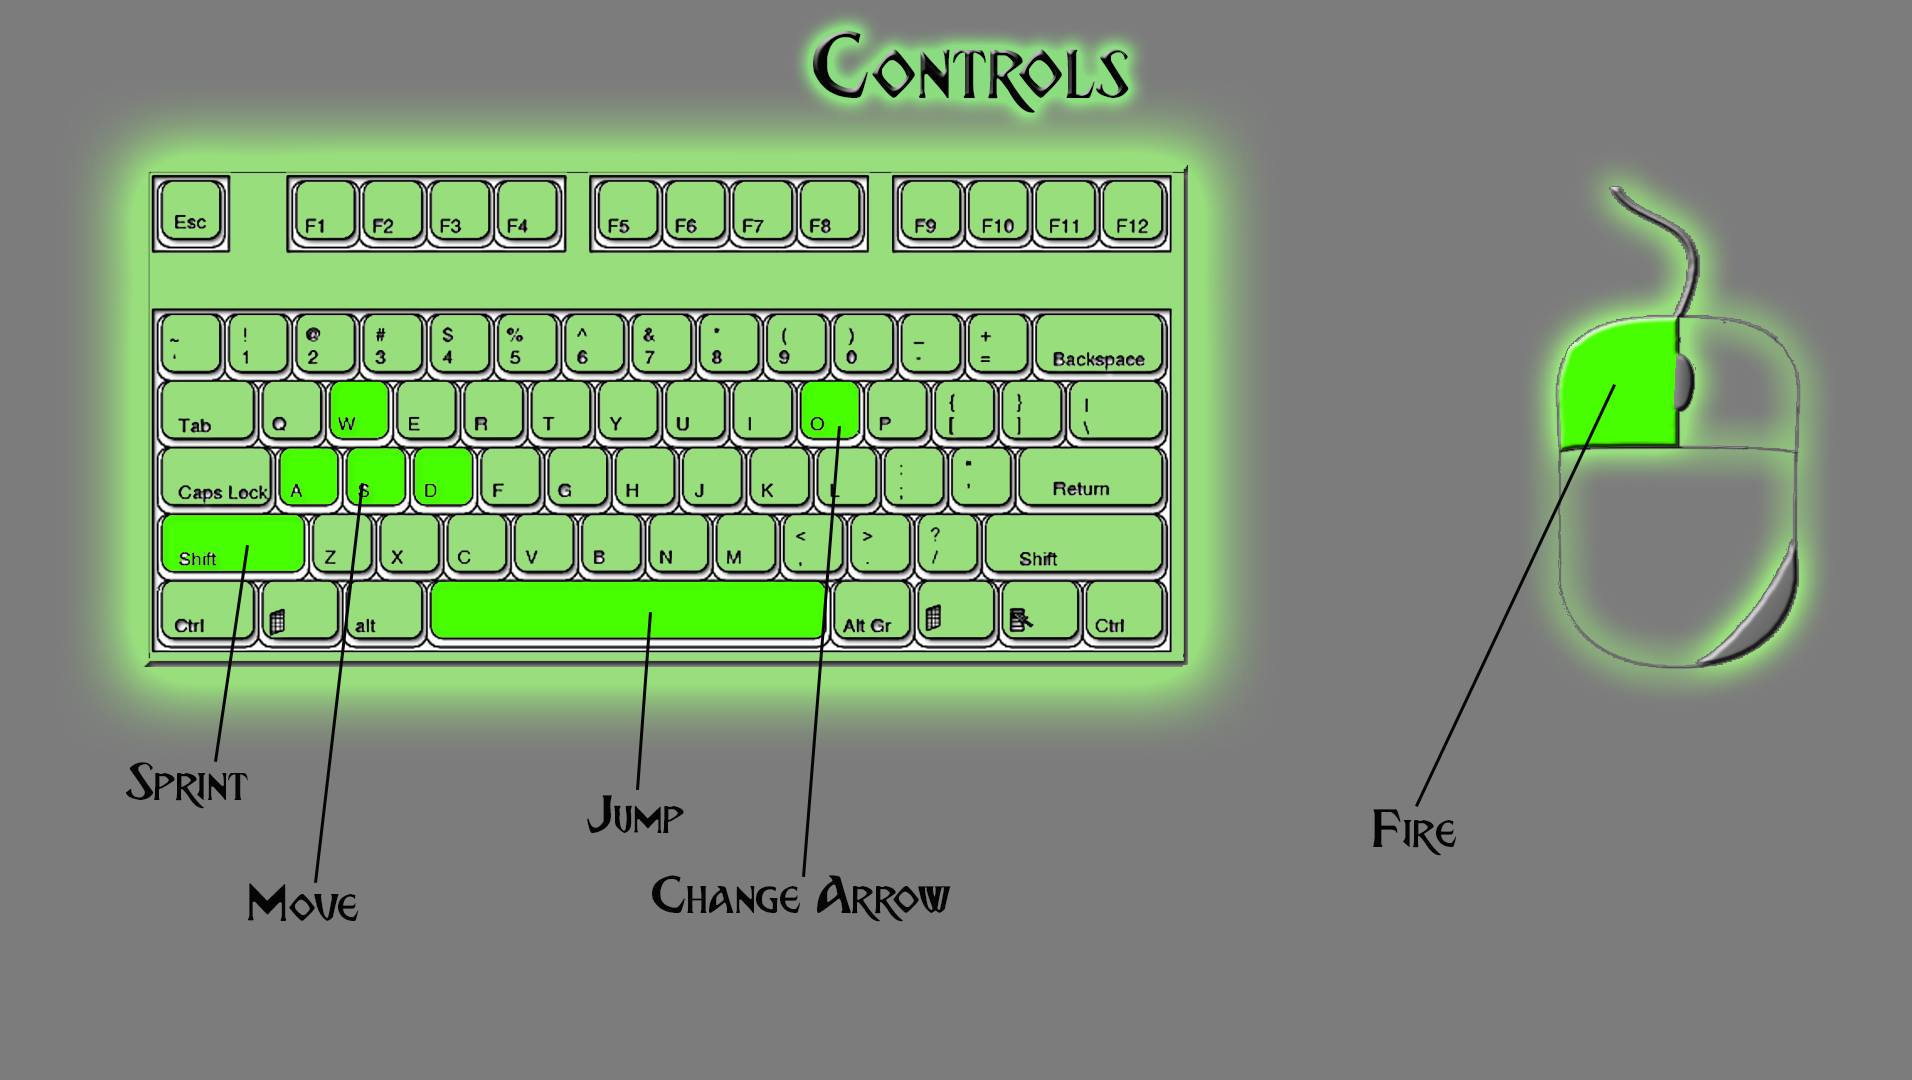 Controls
Esc F1 F2 F3 F4 F5 F6 F7 F8 F9 F10 F11 F12
~ ! @ # $ % ^ & * ( ) _ +
' 1 2 3 4 5 6 7 8 9 0 - = Backspace
Tab Q W E R T Y U I O P { [ } ] | \
Caps Lock A S D F G H J K L : ; " ' Return
Shift Z X C V B N M < , > . ? / Shift
Ctrl alt Alt Gr Ctrl
Sprint
Jump
Fire
Move
Change Arrow